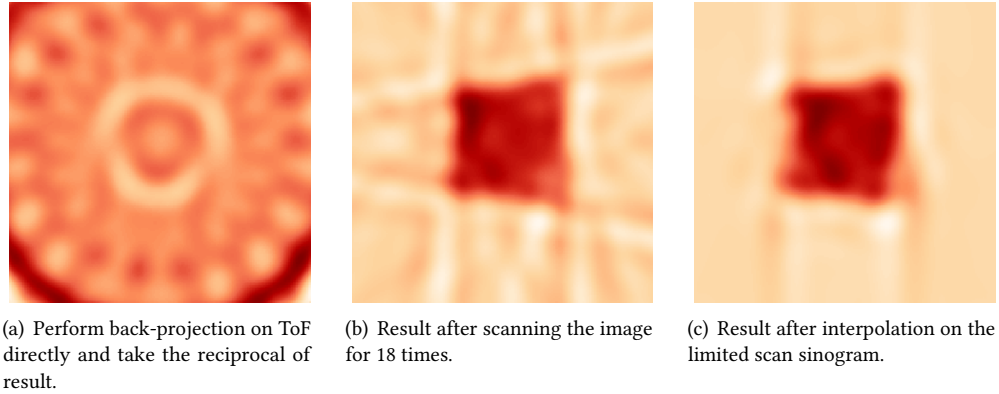 (a) Perform back-projection on ToF
directly and take the reciprocal of
result.
(b) Result after scanning the image
for 18 times.
(c) Result after interpolation on the
limited scan sinogram.